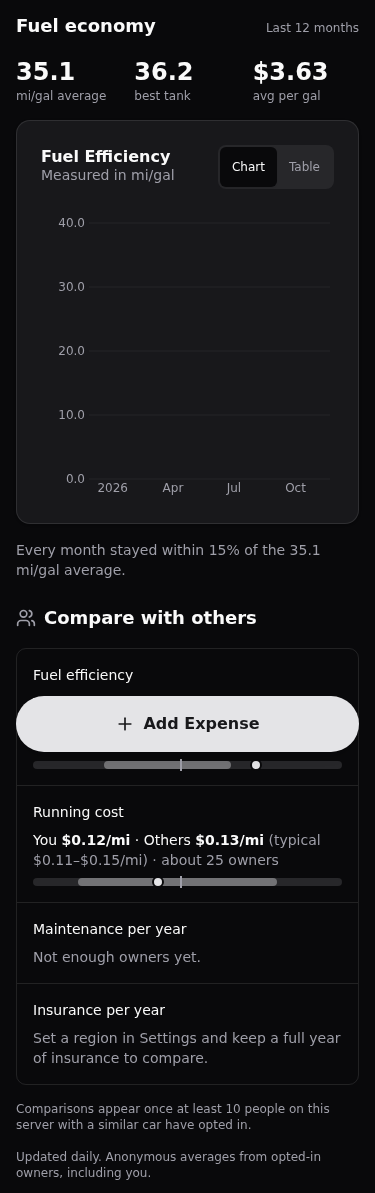 Fuel economy
Last 12 months
35.1
36.2
$3.63
mi/gal average
best tank
avg per gal
Fuel Efficiency
Measured in mi/gal
Chart
Table
40.0
30.0
20.0
10.0
0.0
2026
Apr
Jul
Oct
Every month stayed within 15% of the 35.1
mi/gal average.
Compare with others
Fuel efficiency
Add Expense
Running cost
You $0.12/mi · Others $0.13/mi (typical
$0.11–$0.15/mi) · about 25 owners
Maintenance per year
Not enough owners yet.
Insurance per year
Set a region in Settings and keep a full year
of insurance to compare.
Comparisons appear once at least 10 people on this
server with a similar car have opted in.
Updated daily. Anonymous averages from opted-in
owners, including you.